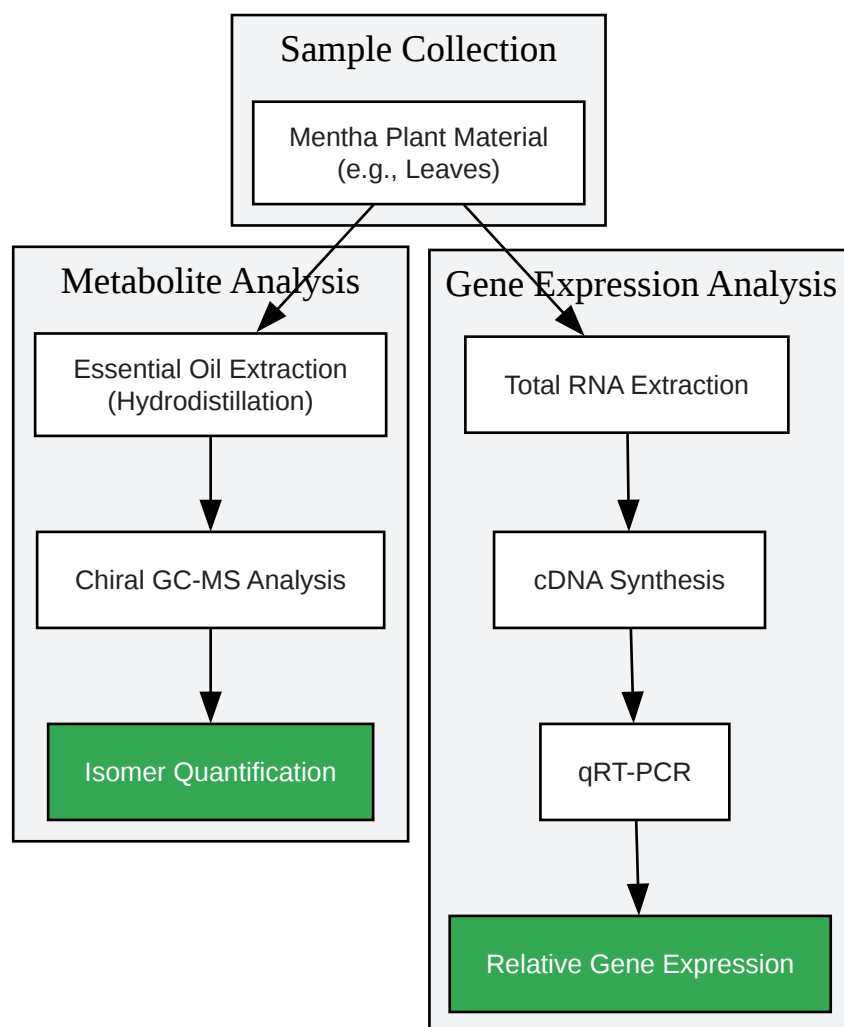 Sample Collection
Mentha Plant Material
(e.g., Leaves)
Metabolite Analysis
Essential Oil Extraction
(Hydrodistillation)
Chiral GC-MS Analysis
Isomer Quantification
Gene Expression Analysis
Total RNA Extraction
cDNA Synthesis
qRT-PCR
Relative Gene Expression